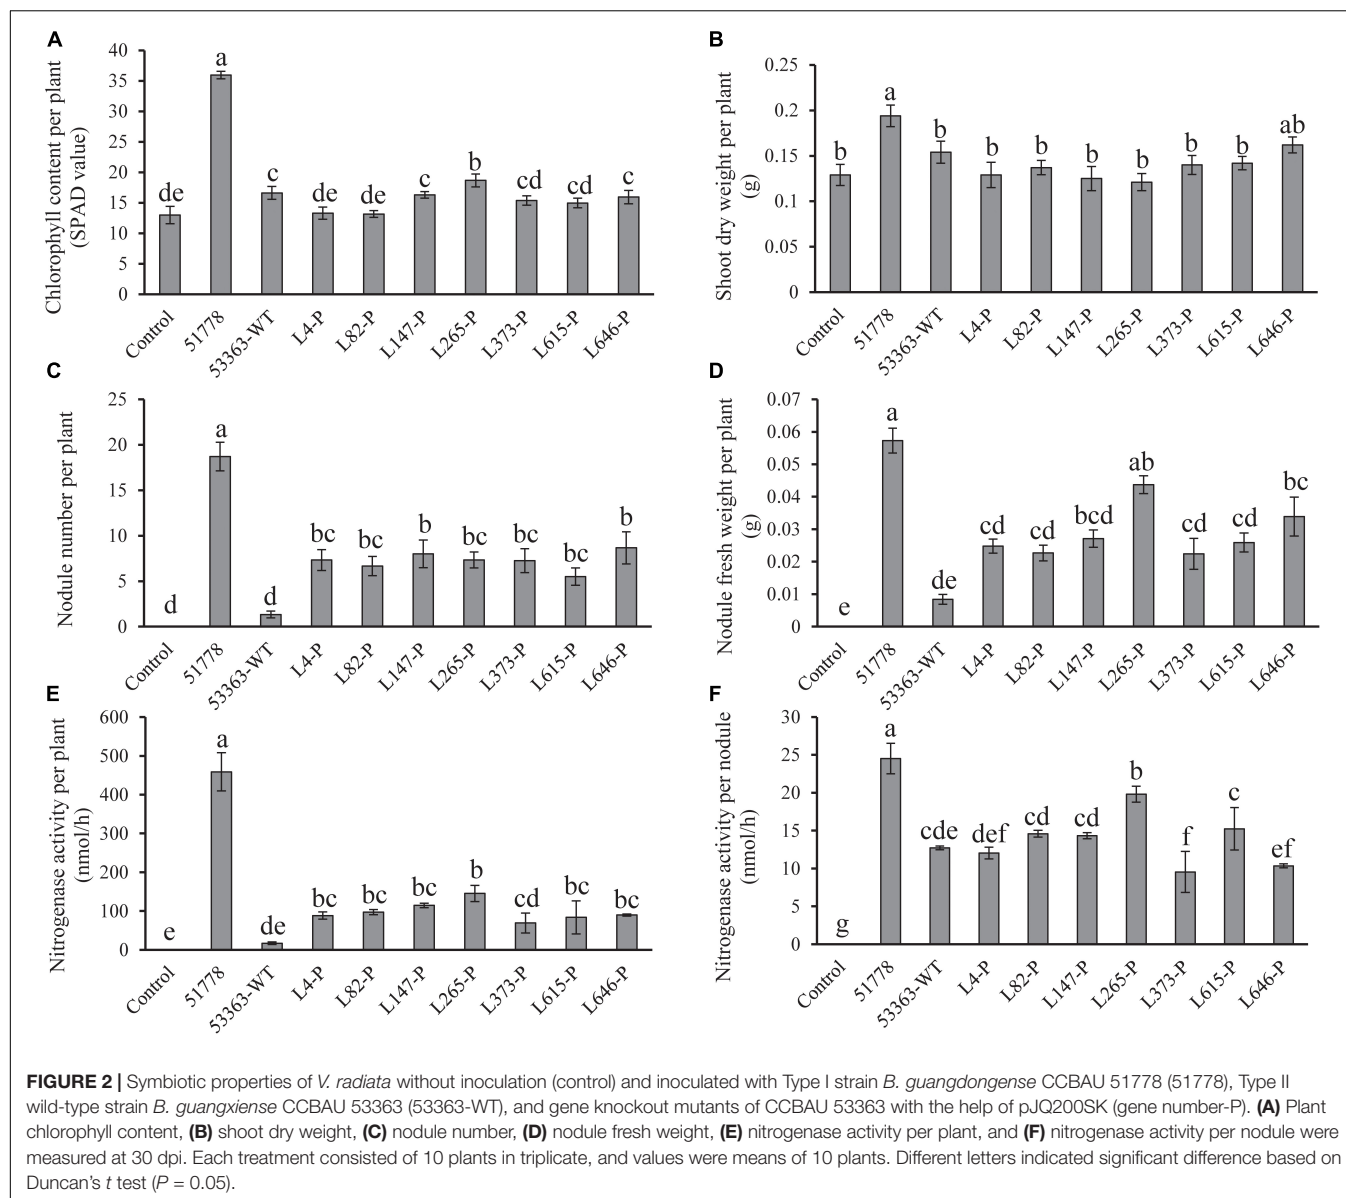 A
Chlorophyll content per plant
(SPAD value)
40
35
30
25
20
15
10
5
0
de
a
c
de
de
c
b
cd
cd
c
Control
51778
53363-WT
L4-P
L82-P
L147-P
L265-P
L373-P
L615-P
L646-P
B
Shoot dry weight per plant
(g)
0.25
0.2
0.15
0.1
0.05
0
b
a
b
b
b
b
b
b
b
ab
Control
51778
53363-WT
L4-P
L82-P
L147-P
L265-P
L373-P
L615-P
L646-P
C
Nodule number per plant
25
20
15
10
5
0
d
a
d
bc
bc
b
bc
bc
bc
b
Control
51778
53363-WT
L4-P
L82-P
L147-P
L265-P
L373-P
L615-P
L646-P
D
Nodule fresh weight per plant
(g)
0.07
0.06
0.05
0.04
0.03
0.02
0.01
0
e
a
de
cd
cd
bcd
ab
cd
cd
bc
Control
51778
53363-WT
L4-P
L82-P
L147-P
L265-P
L373-P
L615-P
L646-P
E
Nitrogenase activity per plant
(nmol/h)
600
500
400
300
200
100
0
e
a
de
bc
bc
bc
b
cd
bc
bc
Control
51778
53363-WT
L4-P
L82-P
L147-P
L265-P
L373-P
L615-P
L646-P
F
Nitrogenase activity per nodule
(nmol/h)
30
25
20
15
10
5
0
g
a
cde
def
cd
cd
b
f
c
ef
Control
51778
53363-WT
L4-P
L82-P
L147-P
L265-P
L373-P
L615-P
L646-P
FIGURE 2 | Symbiotic properties of V. radiata without inoculation (control) and inoculated with Type I strain B. guangdongense CCBAU 51778 (51778), Type II
wild-type strain B. guangxiense CCBAU 53363 (53363-WT), and gene knockout mutants of CCBAU 53363 with the help of pJQ200SK (gene number-P). (A) Plant
chlorophyll content, (B) shoot dry weight, (C) nodule number, (D) nodule fresh weight, (E) nitrogenase activity per plant, and (F) nitrogenase activity per nodule were
measured at 30 dpi. Each treatment consisted of 10 plants in triplicate, and values were means of 10 plants. Different letters indicated significant difference based on
Duncan's t test (P = 0.05).